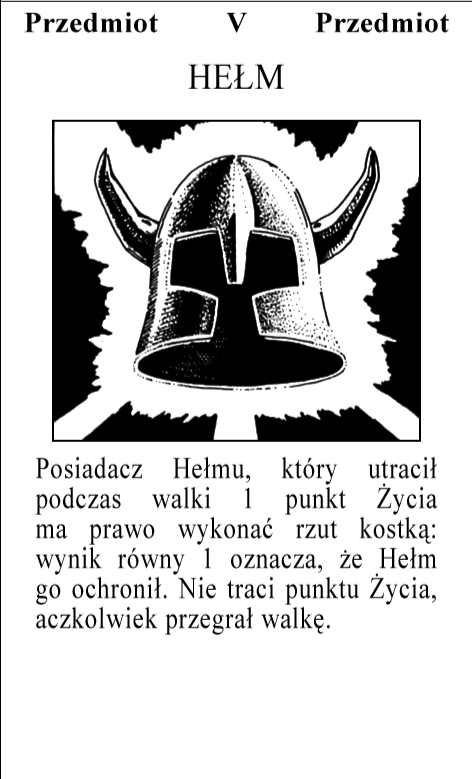 Przedmiot V Przedmiot
HEŁM
Posiadacz Hełmu, który utracił
podczas walki 1 punkt Życia
ma prawo wykonać rzut kostką:
wynik równy 1 oznacza, że Hełm
go ochronił. Nie traci punktu Życia,
aczkolwiek przegrał walkę.